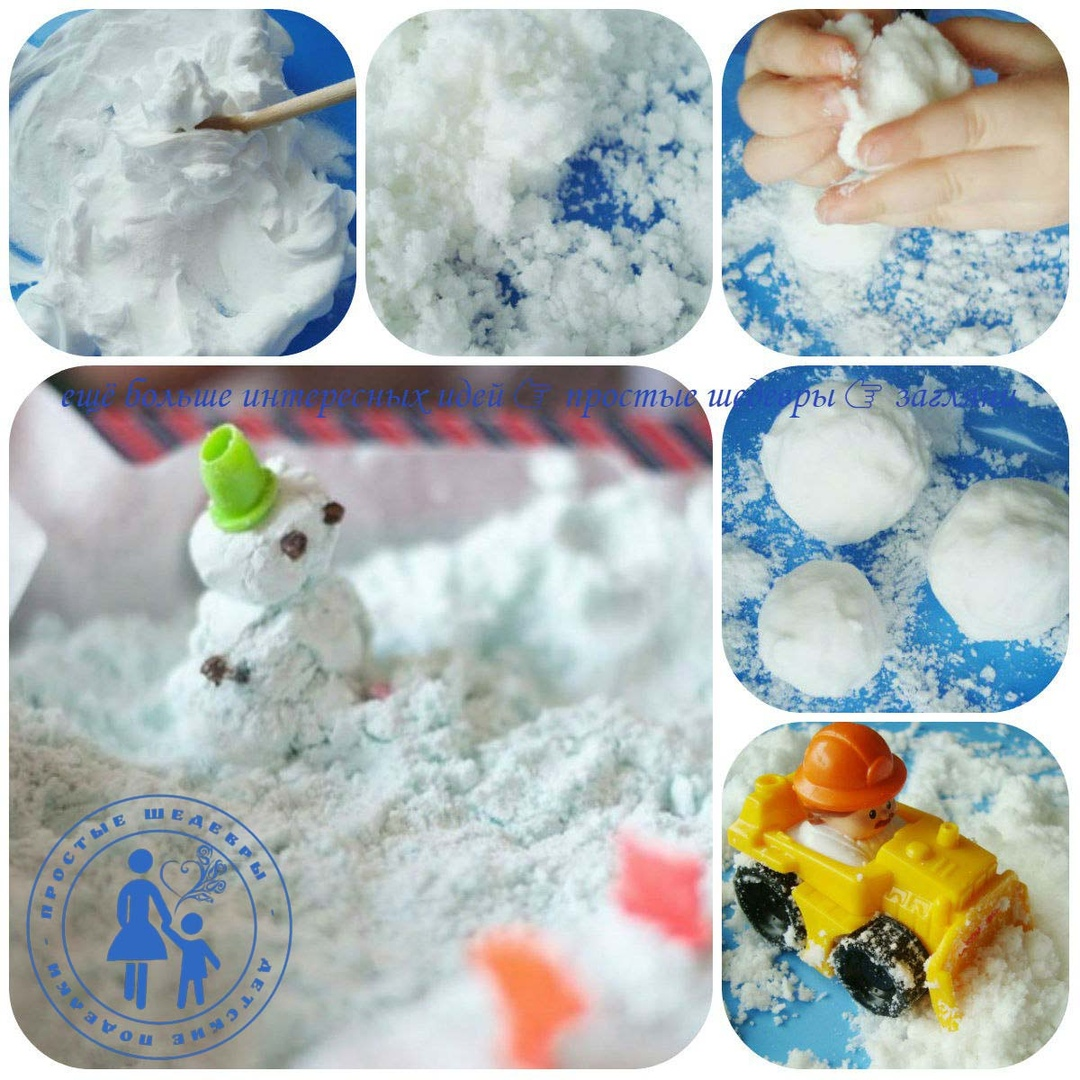 ещё больше интересных идей 👉 простые шедевры 👉 загляни
ПРОСТЫЕ ШЕДЕВРЫ - ДЕТСКИЕ ПОДЕЛКИ -